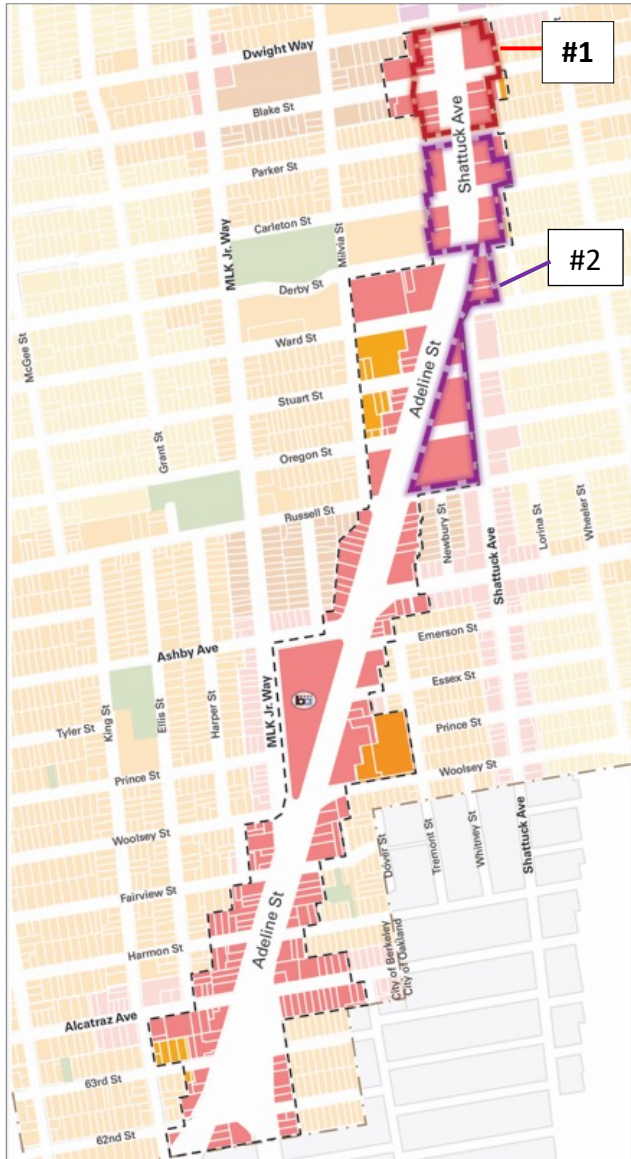 Dwight Way
#1
Blake St
Shattuck Ave
Parker St
Carleton St
MLK Jr. Way
Milvia St
#2
Derby St
McGee St
Ward St
Adeline St
Stuart St
Grant St
Oregon St
Russell St
Newbury St
Shattuck Ave
Lorina St
Wheeler St
Ashby Ave
Emerson St
King St
Ellis St
Harper St
MLK Jr. Way
Essex St
Tyler St
Prince St
Prince St
Woolsey St
Woolsey St
Dover St
Tremont St
Whitney St
Shattuck Ave
Fairview St
Adeline St
Harmon St
City of Berkeley
City of Oakland
Alcatraz Ave
63rd St
62nd St